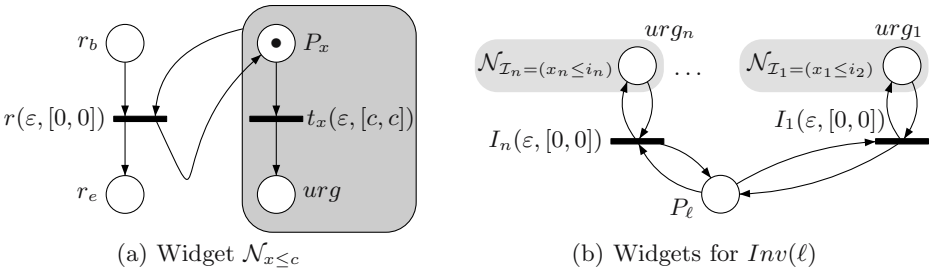 r_b
P_x
r(ε, [0, 0])
t_x(ε, [c, c])
r_e
urg
(a) Widget 𝒩_{x≤c}
urg_n
urg_1
𝒩_{ℐ_n=(x_n≤i_n)}
...
𝒩_{ℐ_1=(x_1≤i_2)}
I_n(ε, [0, 0])
I_1(ε, [0, 0])
P_ℓ
(b) Widgets for Inv(ℓ)